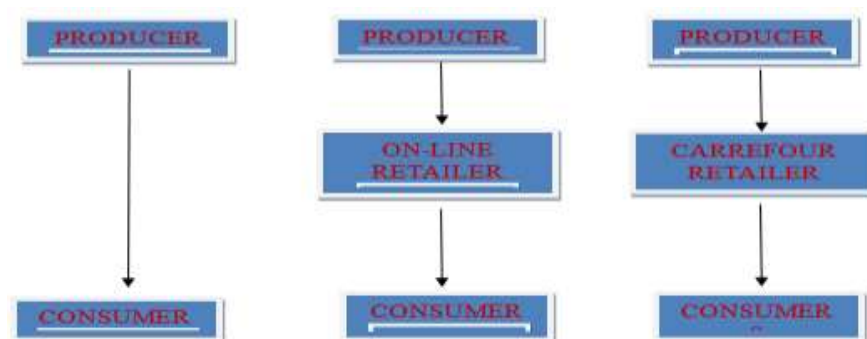 PRODUCER
PRODUCER
PRODUCER
ON-LINE
RETAILER
CARREFOUR
RETAILER
CONSUMER
CONSUMER
CONSUMER